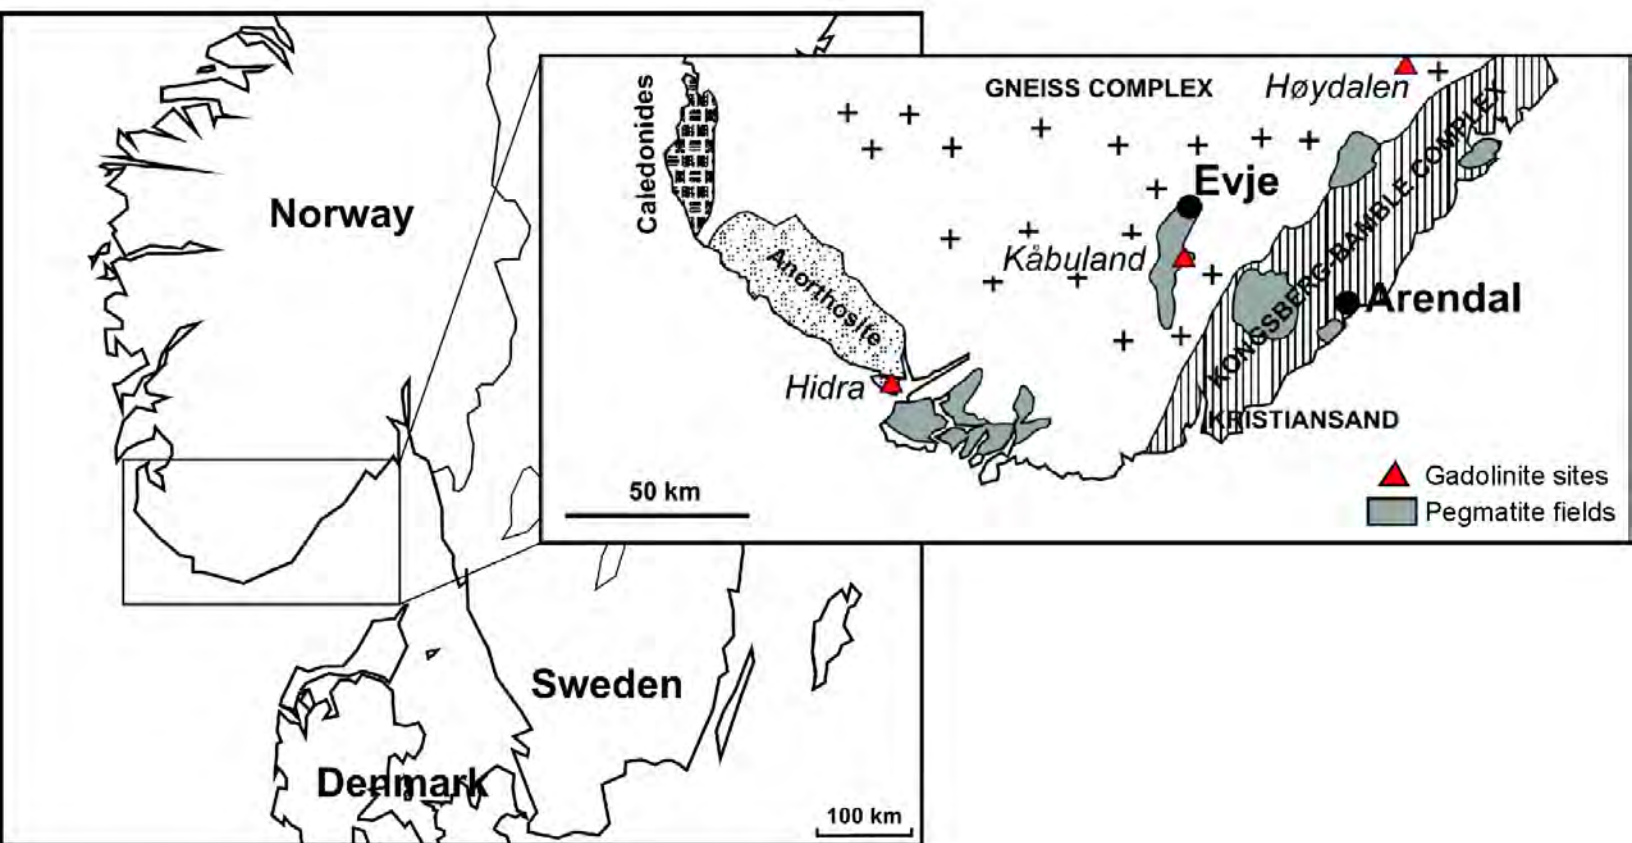 Norway
Sweden
Denmark
100 km
Caledonides
GNEISS COMPLEX
Høydalen
Evje
Kåbuland
Anorthosite
KONGSBERG-BAMBLE COMPLEX
Arendal
Hidra
KRISTIANSAND
50 km
Gadolinite sites
Pegmatite fields